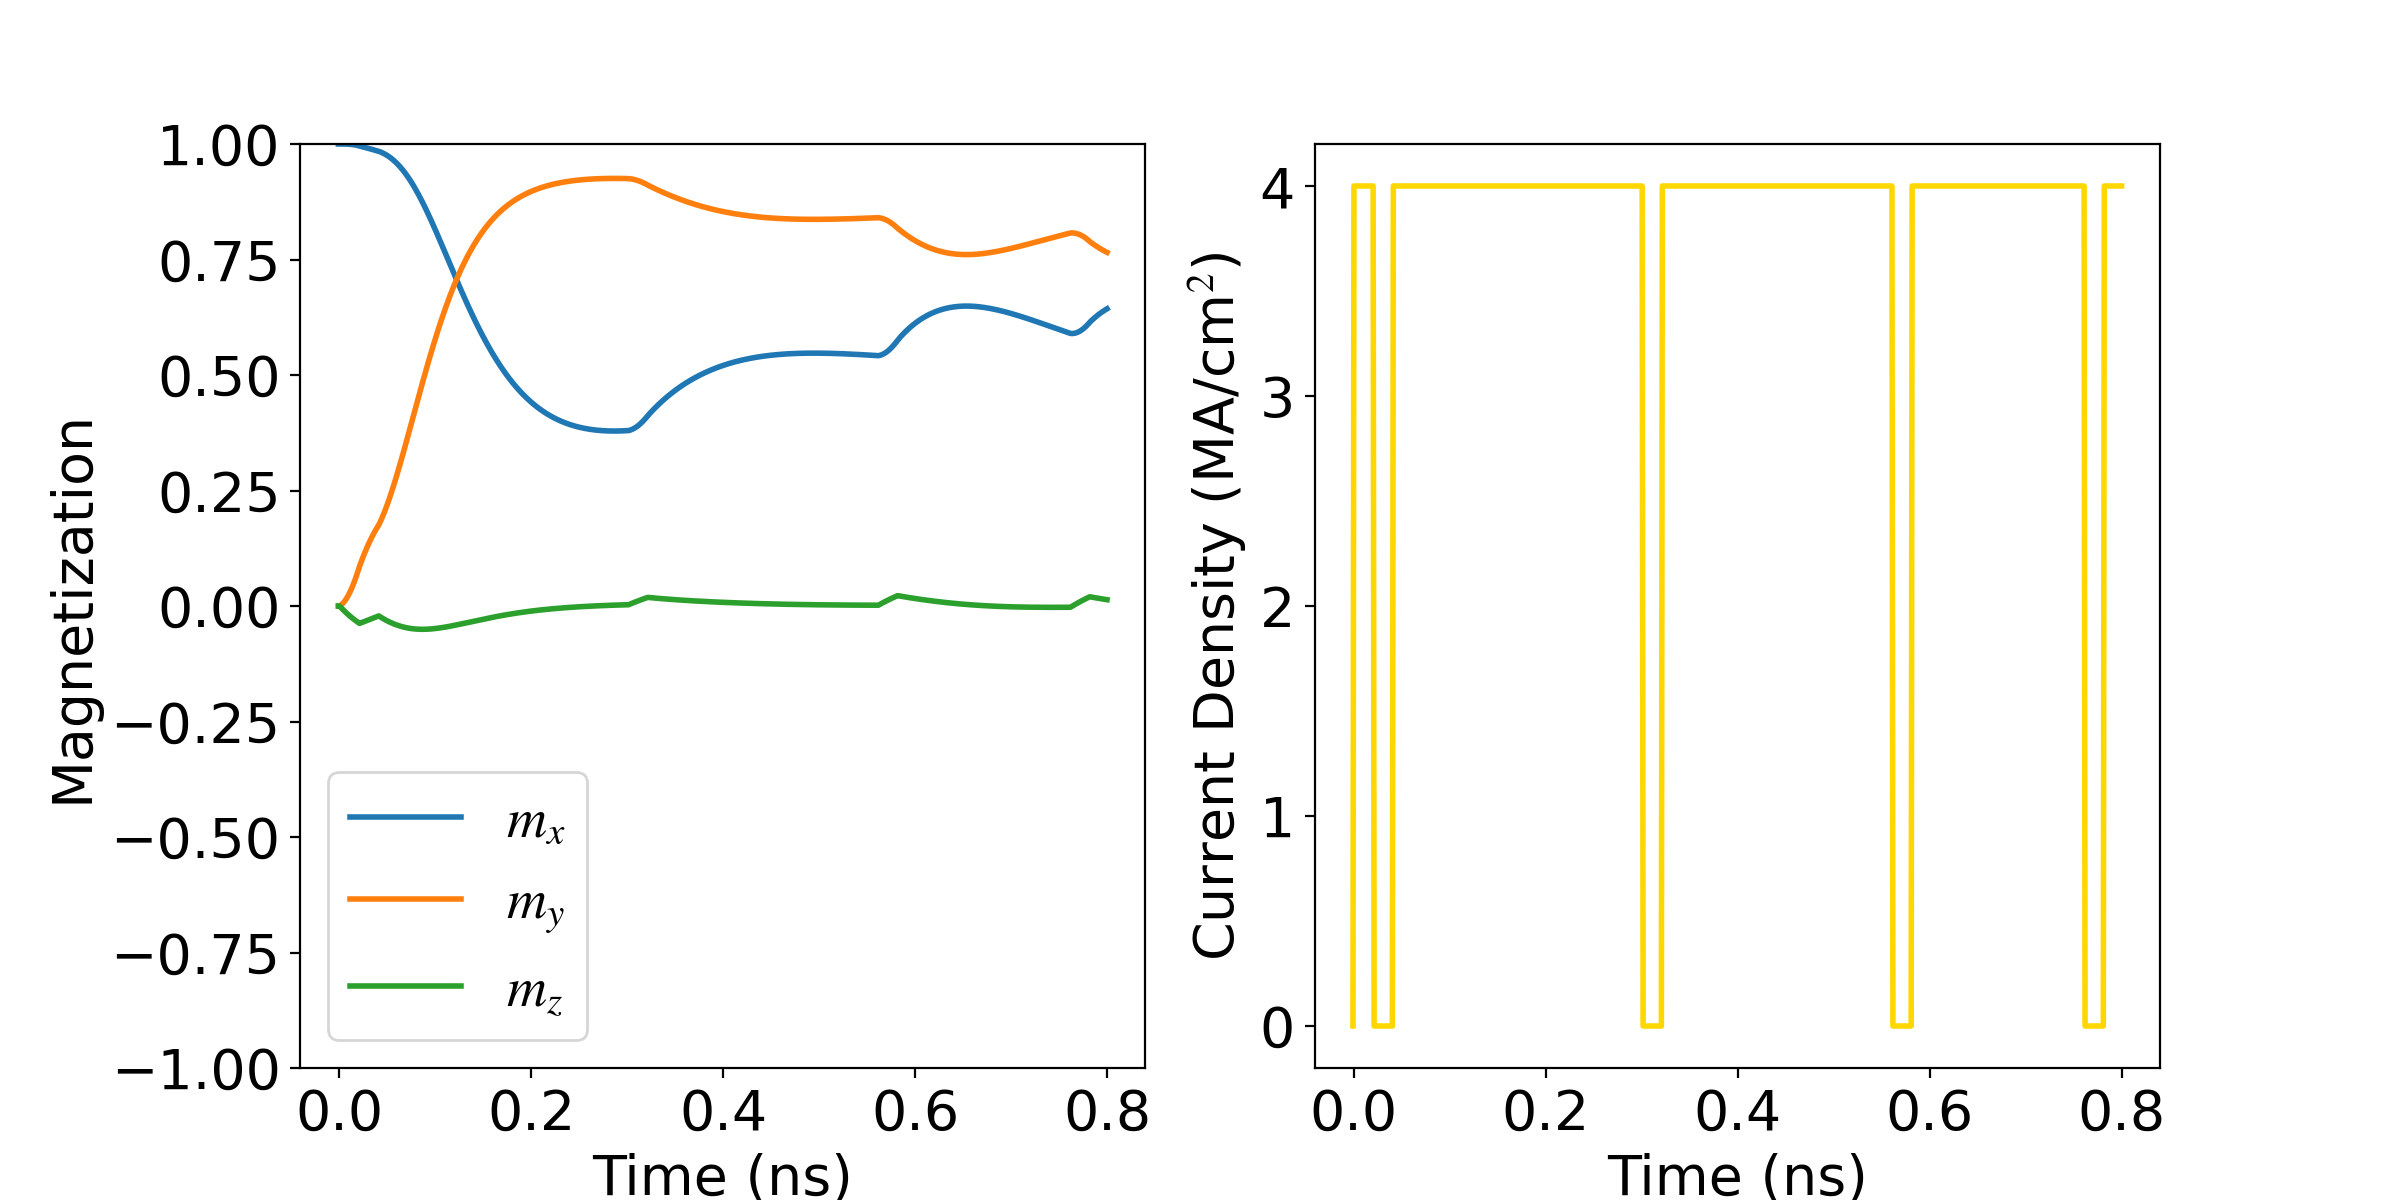 Magnetization
1.00
0.75
0.50
0.25
0.00
−0.25
−0.50
−0.75
−1.00
m_x
m_y
m_z
0.0 0.2 0.4 0.6 0.8
Time (ns)
Current Density (MA/cm²)
4
3
2
1
0
0.0 0.2 0.4 0.6 0.8
Time (ns)